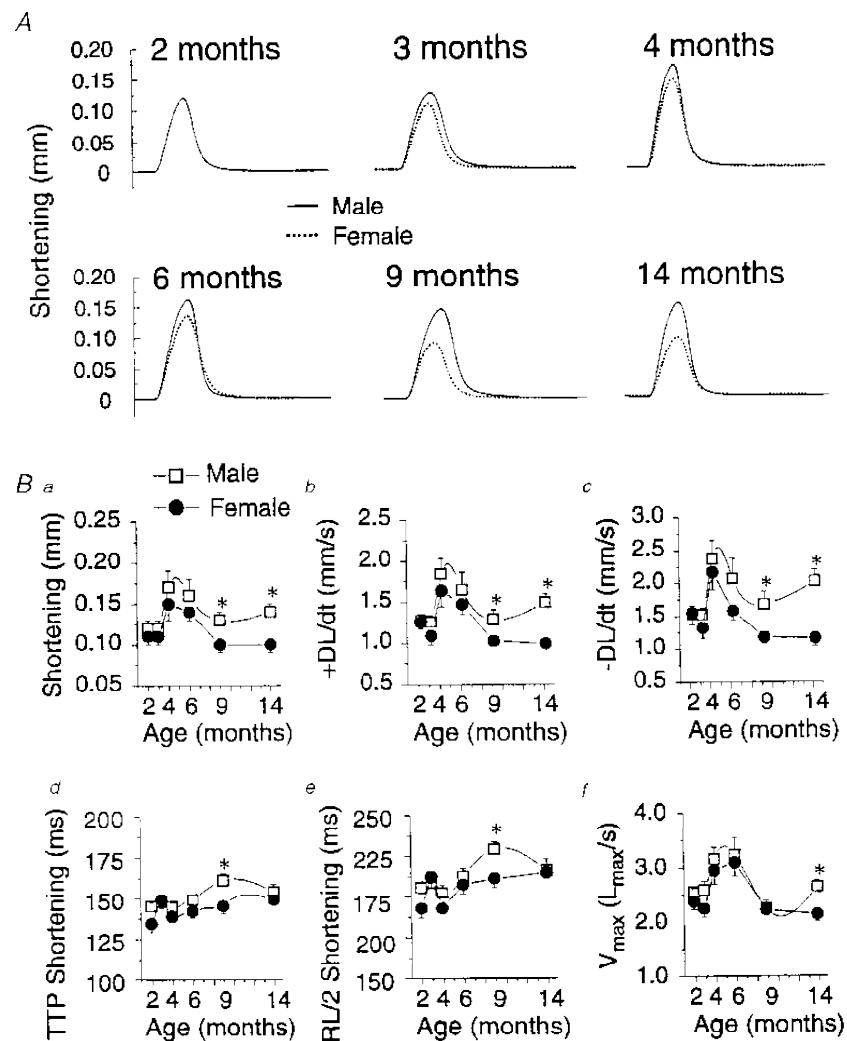 A
2 months 3 months 4 months
Shortening (mm)
0.20
0.15
0.10
0.05
0
Male
Female
6 months 9 months 14 months
0.20
0.15
0.10
0.05
0
B
Male
Female
a
Shortening (mm)
0.25
0.20
0.15
0.10
0.05
* *
2 4 6 9 14
Age (months)
b
+DL/dt (mm/s)
2.5
2.0
1.5
1.0
0.5
* *
2 4 6 9 14
Age (months)
c
-DL/dt (mm/s)
3.0
2.5
2.0
1.5
1.0
0.5
* *
2 4 6 9 14
Age (months)
d
TTP Shortening (ms)
200
175
150
125
100
*
2 4 6 9 14
Age (months)
e
RL/2 Shortening (ms)
250
225
175
200
150
*
2 4 6 9 14
Age (months)
f
Vmax (Lmax/s)
4.0
3.0
2.0
1.0
*
2 4 6 9 14
Age (months)